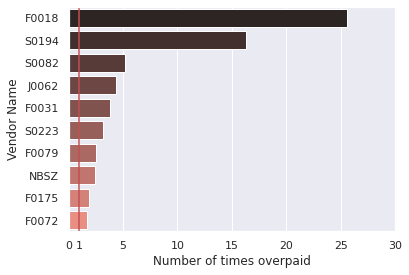 F0018
S0194
S0082
J0062
F0031
S0223
F0079
NBSZ
F0175
F0072
Vendor Name
0 1 5 10 15 20 25 30
Number of times overpaid